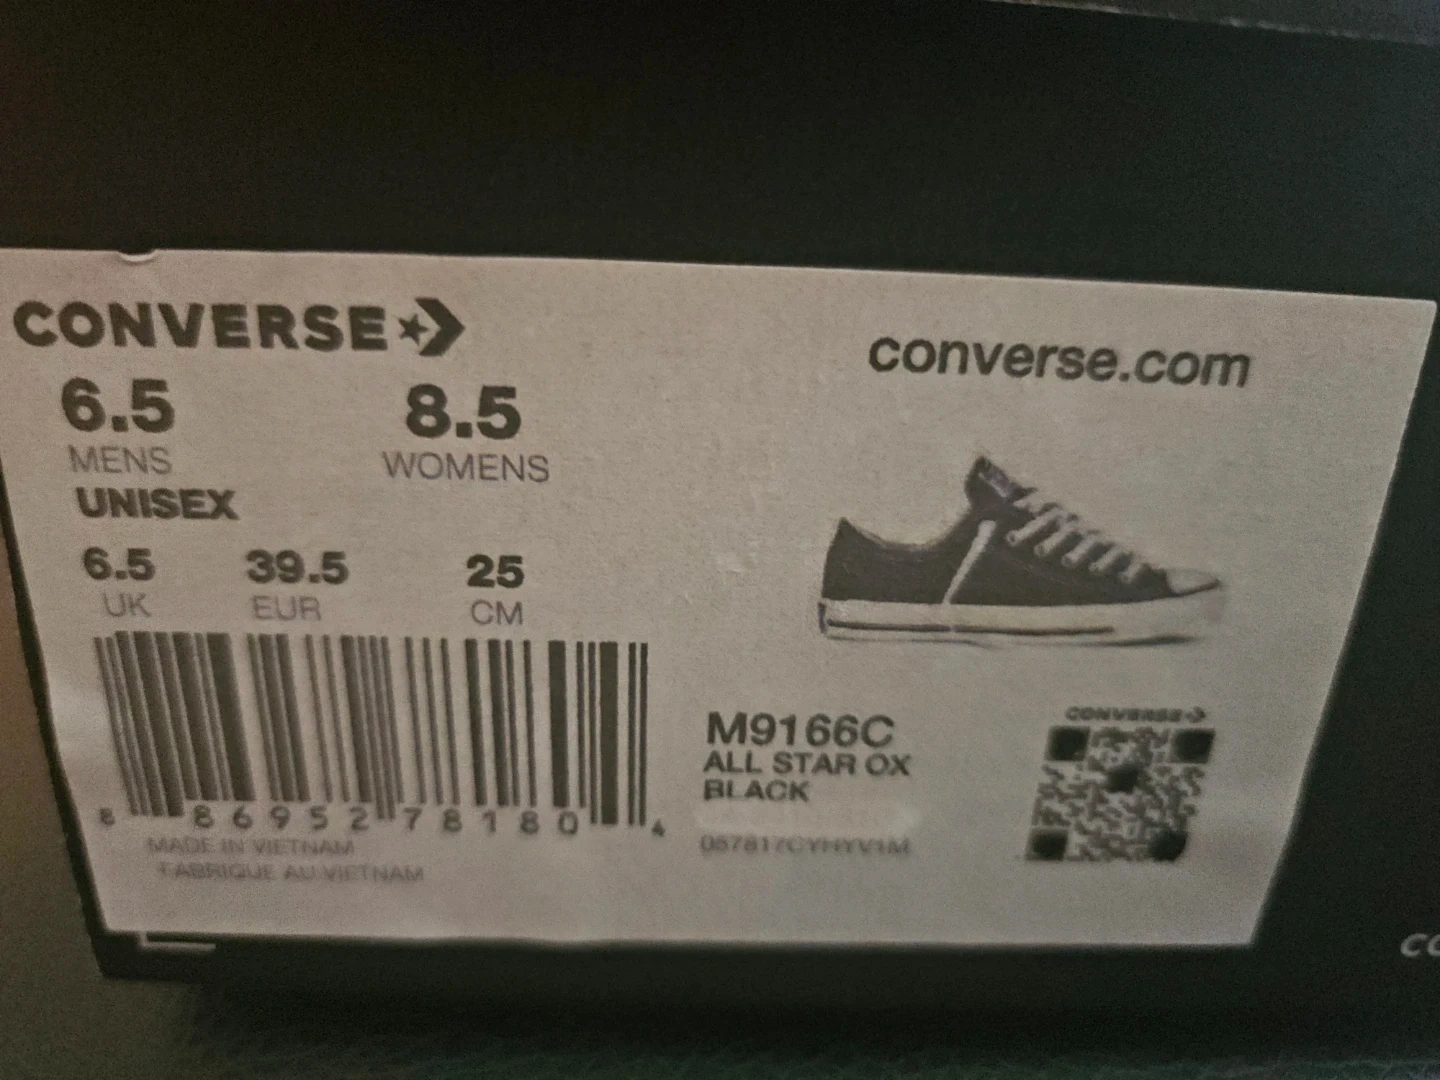 CONVERSE
converse.com
6.5 8.5
MENS WOMENS
UNISEX
6.5 39.5 25
UK EUR CM
8 86952 78180 4
MADE IN VIETNAM
FABRIQUE AU VIETNAM
M9166C
ALL STAR OX
BLACK
CONVERSE